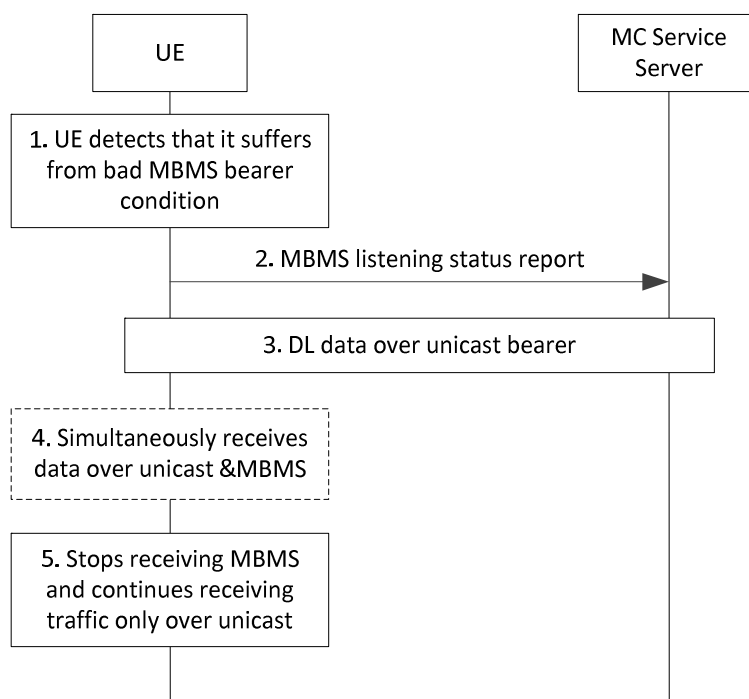 UE
MC Service
Server
1. UE detects that it suffers
from bad MBMS bearer
condition
2. MBMS listening status report
3. DL data over unicast bearer
4. Simultaneously receives
data over unicast &MBMS
5. Stops receiving MBMS
and continues receiving
traffic only over unicast